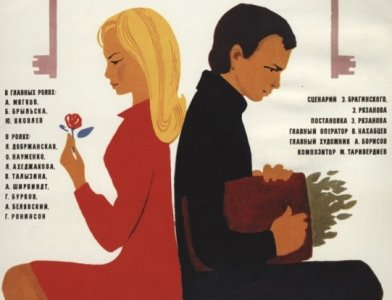 В ГЛАВНЫХ РОЛЯХ:
А. МЯГКОВ,
Б. БРЫЛЬСКА,
Ю. ЯКОВЛЕВ
В РОЛЯХ:
Л. ДОБРЖАНСКАЯ,
О. НАУМЕНКО,
Л. АХЕДЖАКОВА,
В. ТАЛЫЗИНА,
А. ШИРВИНДТ,
Г. БУРКОВ,
А. БЕЛЯВСКИЙ,
Г. РОНИНСОН
СЦЕНАРИЙ Э. БРАГИНСКОГО,
Э. РЯЗАНОВА
ПОСТАНОВКА Э. РЯЗАНОВА
ГЛАВНЫЙ ОПЕРАТОР В. НАХАБЦЕВ
ГЛАВНЫЙ ХУДОЖНИК А. БОРИСОВ
КОМПОЗИТОР М. ТАРИВЕРДИЕВ